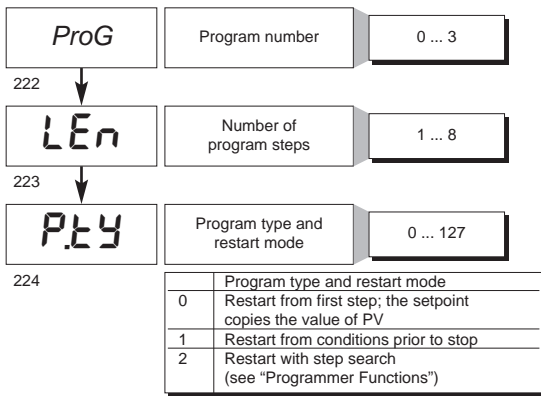 ProG
Program number
0 ... 3
222
LEn
Number of
program steps
1 ... 8
223
P.tY
Program type and
restart mode
0 ... 127
224
Program type and restart mode
0 Restart from first step; the setpoint
copies the value of PV
1 Restart from conditions prior to stop
2 Restart with step search
(see “Programmer Functions”)